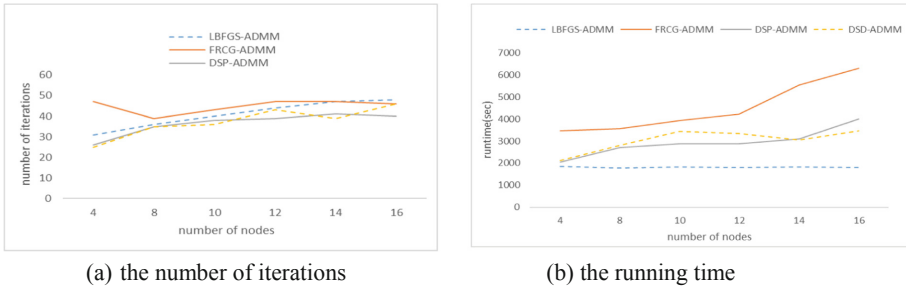 LBFGS-ADMM
FRCG-ADMM
DSP-ADMM
60
50
40
30
20
10
0
number of iterations
4 8 10 12 14 16
number of nodes
(a) the number of iterations
LBFGS-ADMM FRCG-ADMM DSP-ADMM DSD-ADMM
7000
6000
5000
4000
3000
2000
1000
0
runtime(sec)
4 8 10 12 14 16
number of nodes
(b) the running time